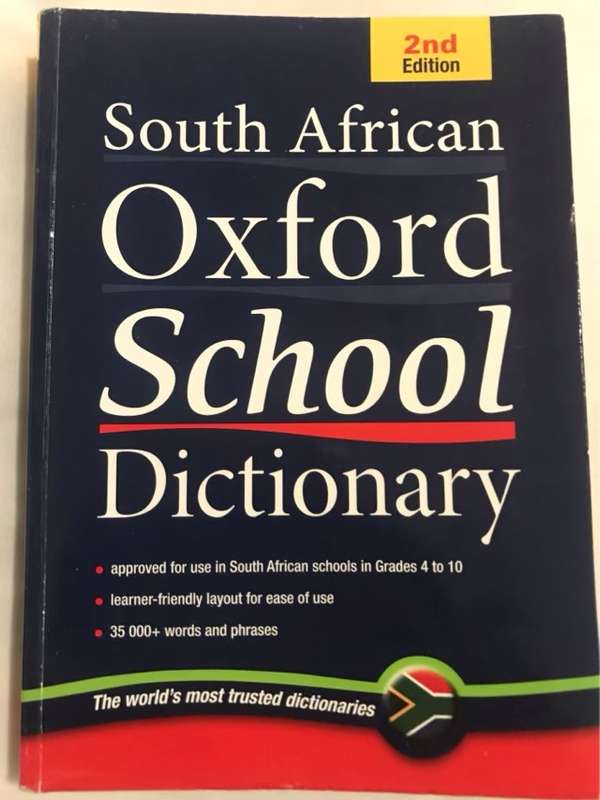 2nd
Edition
South African
Oxford
School
Dictionary
• approved for use in South African schools in Grades 4 to 10
• learner-friendly layout for ease of use
• 35 000+ words and phrases
The world's most trusted dictionaries